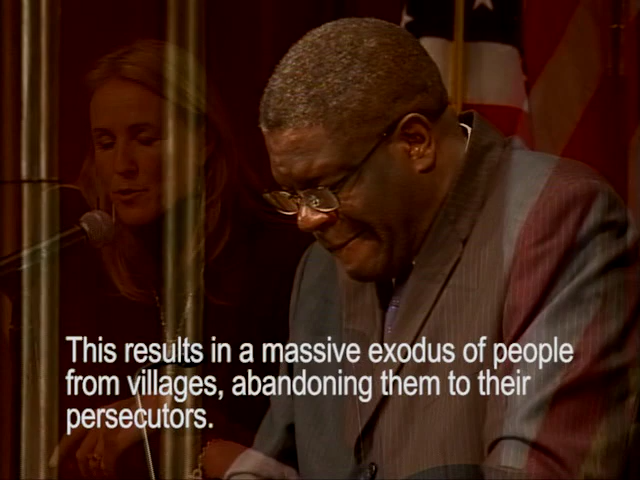 This results in a massive exodus of people
from villages, abandoning them to their
persecutors.